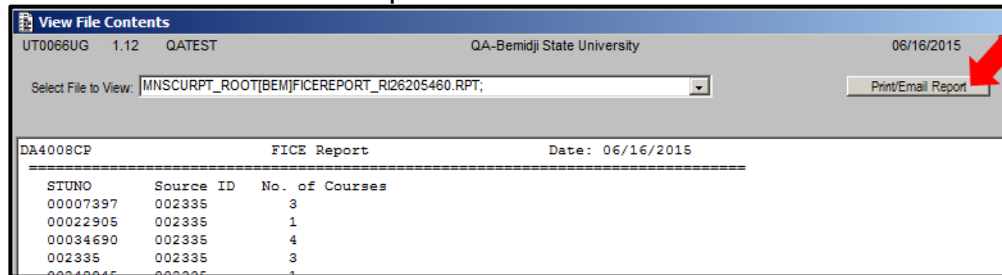 View File Contents
UT0066UG 1.12 QATEST QA-Bemidji State University 06/16/2015
Select File to View: MNSCURPT_ROOT[BEM]FICEREPORT_RI26205460.RPT; Print/Email Report
DA4008CP FICE Report Date: 06/16/2015
================================================================================
STUNO Source ID No. of Courses
00007397 002335 3
00022905 002335 1
00034690 002335 4
002335 002335 3